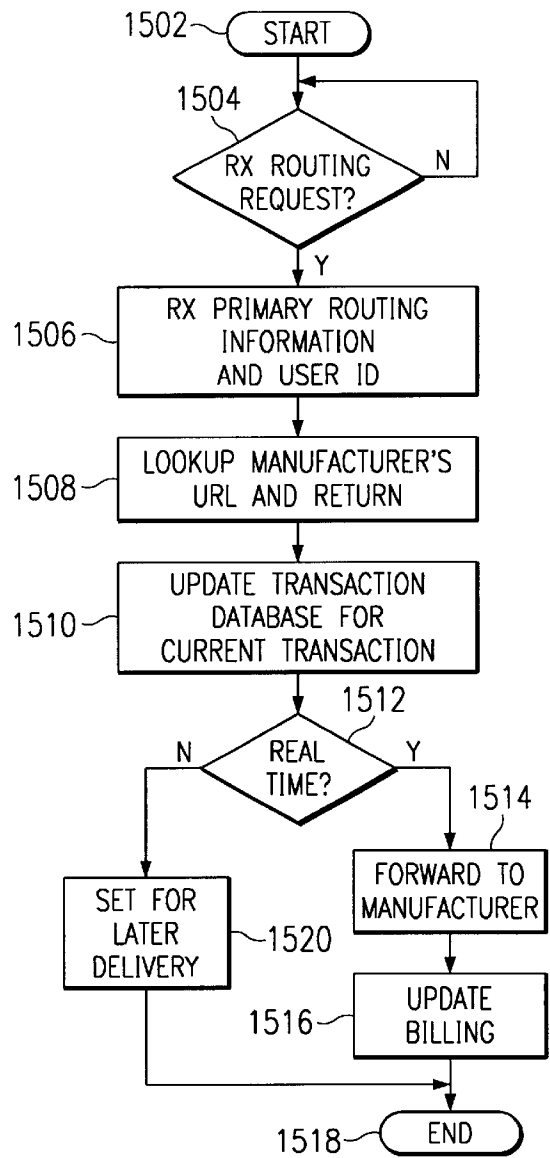 1502
START
1504
RX ROUTING
REQUEST?
N
Y
1506
RX PRIMARY ROUTING
INFORMATION
AND USER ID
1508
LOOKUP MANUFACTURER'S
URL AND RETURN
1510
UPDATE TRANSACTION
DATABASE FOR
CURRENT TRANSACTION
1512
REAL
TIME?
N
Y
1514
FORWARD TO
MANUFACTURER
SET FOR
LATER
DELIVERY
1520
1516
UPDATE
BILLING
1518
END